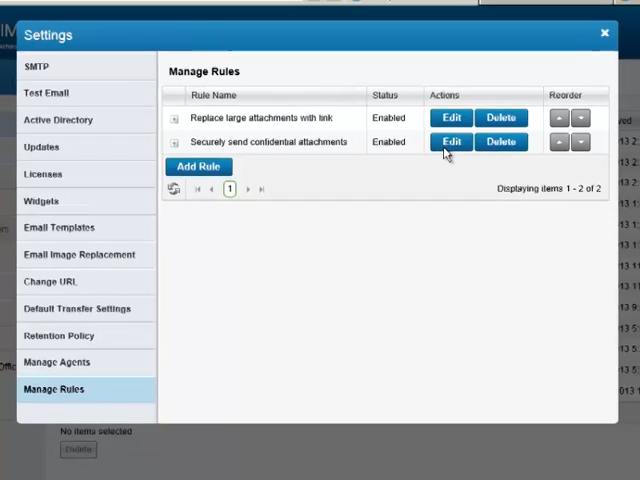 IM
Settings
SMTP
Test Email
Active Directory
Updates
Licenses
Widgets
Email Templates
Email Image Replacement
Change URL
Default Transfer Settings
Retention Policy
Manage Agents
Manage Rules
Manage Rules
Rule Name Status Actions Reorder
Replace large attachments with link Enabled Edit Delete
Securely send confidential attachments Enabled Edit Delete
Add Rule
1 Displaying items 1 - 2 of 2
No items selected
Delete